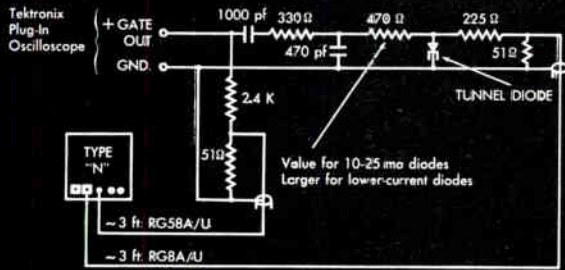 Tektronix
Plug-In
Oscilloscope
+ GATE
OUT
GND.
1000 pf
330Ω
470 Ω
225 Ω
470 pf
51Ω
TUNNEL DIODE
2.4 K
51Ω
Value for 10-25 ma diodes
Larger for lower-current diodes
TYPE
"N"
~3 ft. RG58A/U
~3 ft. RG8A/U